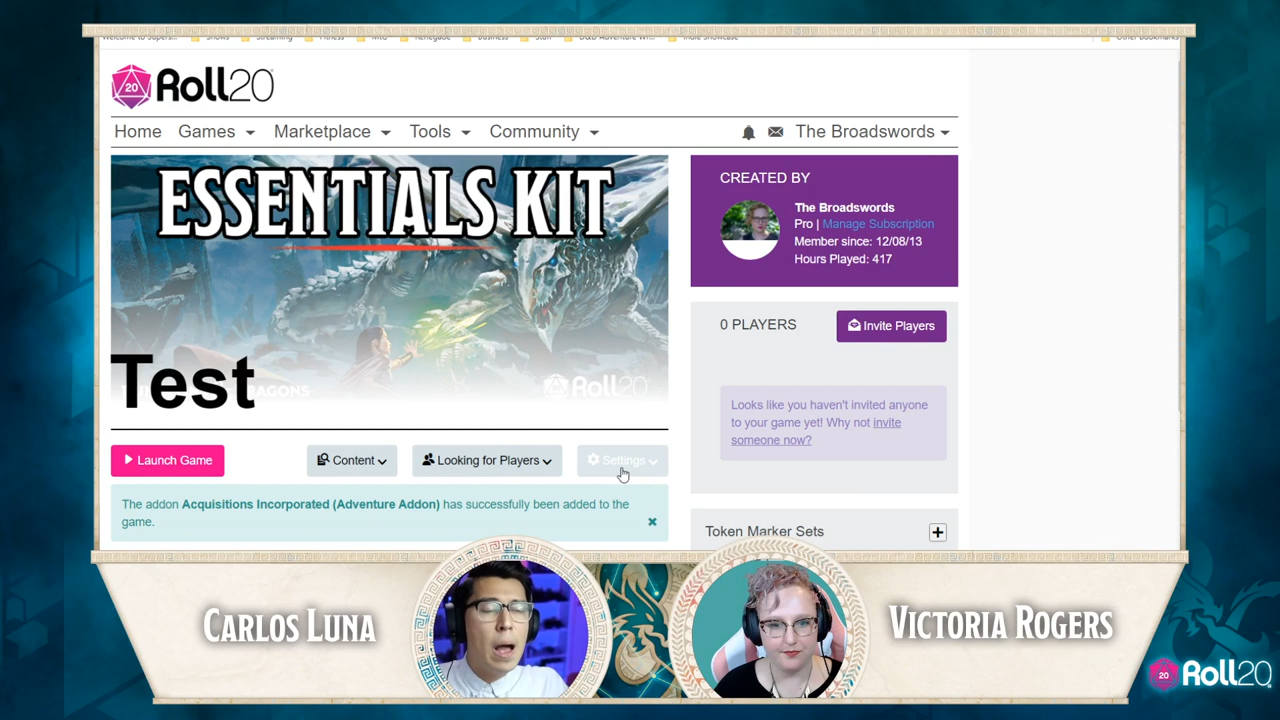 Roll20
Home Games Marketplace Tools Community The Broadswords
ESSENTIALS KIT
Test
Roll20
CREATED BY
The Broadswords
Pro | Manage Subscription
Member since: 12/08/13
Hours Played: 417
0 PLAYERS
Invite Players
Looks like you haven't invited anyone
to your game yet! Why not invite
someone now?
Launch Game Content Looking for Players Settings
The addon Acquisitions Incorporated (Adventure Addon) has successfully been added to the
game.
Token Marker Sets
CARLOS LUNA
VICTORIA ROGERS
20 Roll20